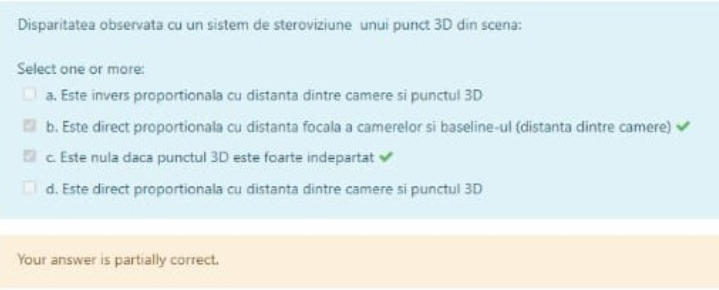 Disparitatea observata cu un sistem de steroviziune unui punct 3D din scena:
Select one or more:
a. Este invers proportionala cu distanta dintre camere si punctul 3D
b. Este direct proportionala cu distanta focala a camerelor si baseline-ul (distanta dintre camere)
c. Este nula daca punctul 3D este foarte indepartat
d. Este direct proportionala cu distanta dintre camere si punctul 3D
Your answer is partially correct.